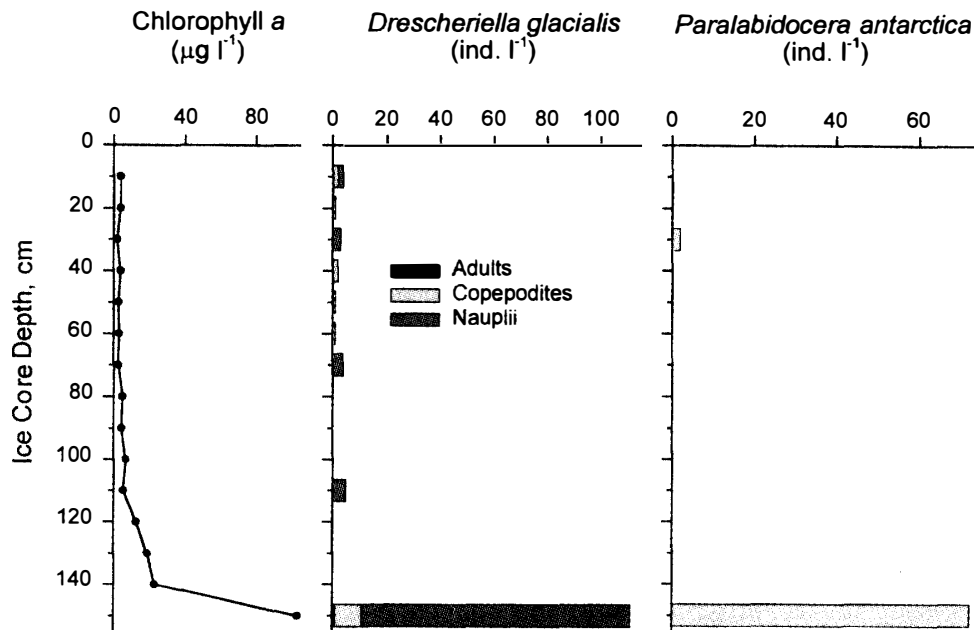 Chlorophyll a
(μg l⁻¹)
Drescheriella glacialis
(ind. l⁻¹)
Paralabidocera antarctica
(ind. l⁻¹)
0 40 80
0 20 40 60 80 100
0 20 40 60
Ice Core Depth, cm
0
20
40
60
80
100
120
140
Adults
Copepodites
Nauplii